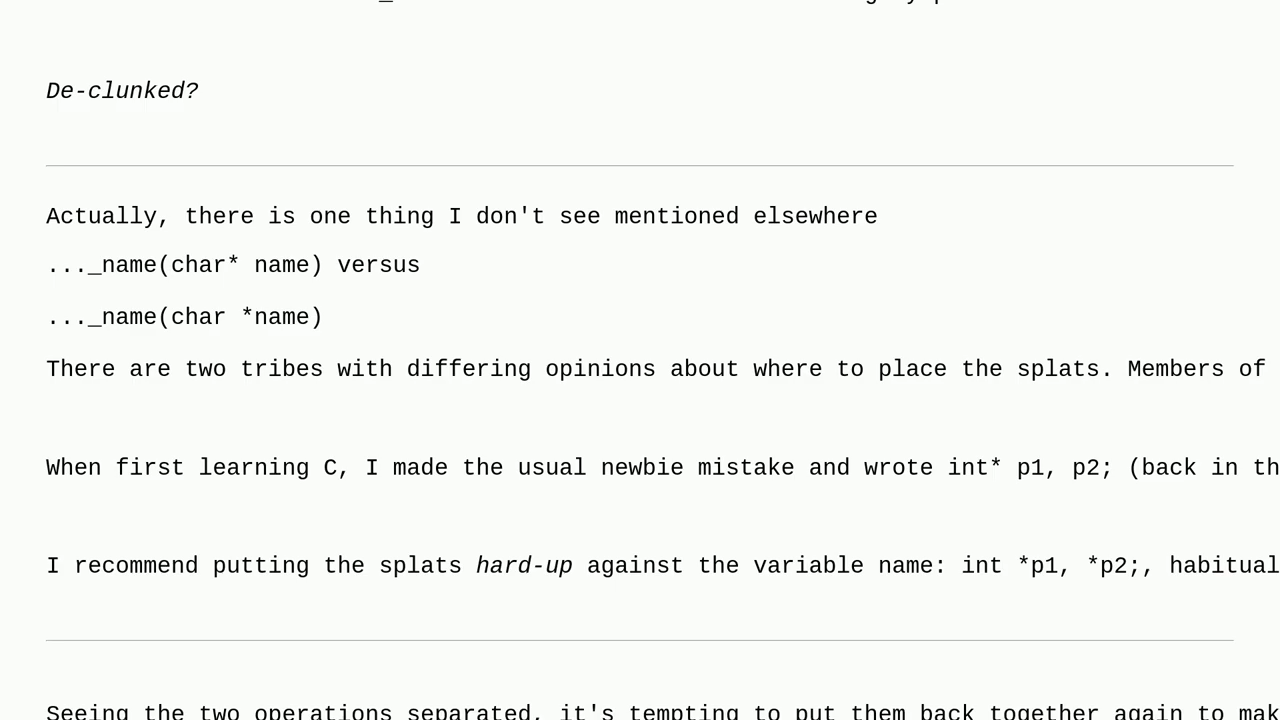 De-clunked?
Actually, there is one thing I don't see mentioned elsewhere
..._name(char* name) versus
..._name(char *name)
There are two tribes with differing opinions about where to place the splats. Members of
When first learning C, I made the usual newbie mistake and wrote int* p1, p2; (back in
I recommend putting the splats hard-up against the variable name: int *p1, *p2;, habitual
Seeing the two operations separated, it's tempting to put them back together again to